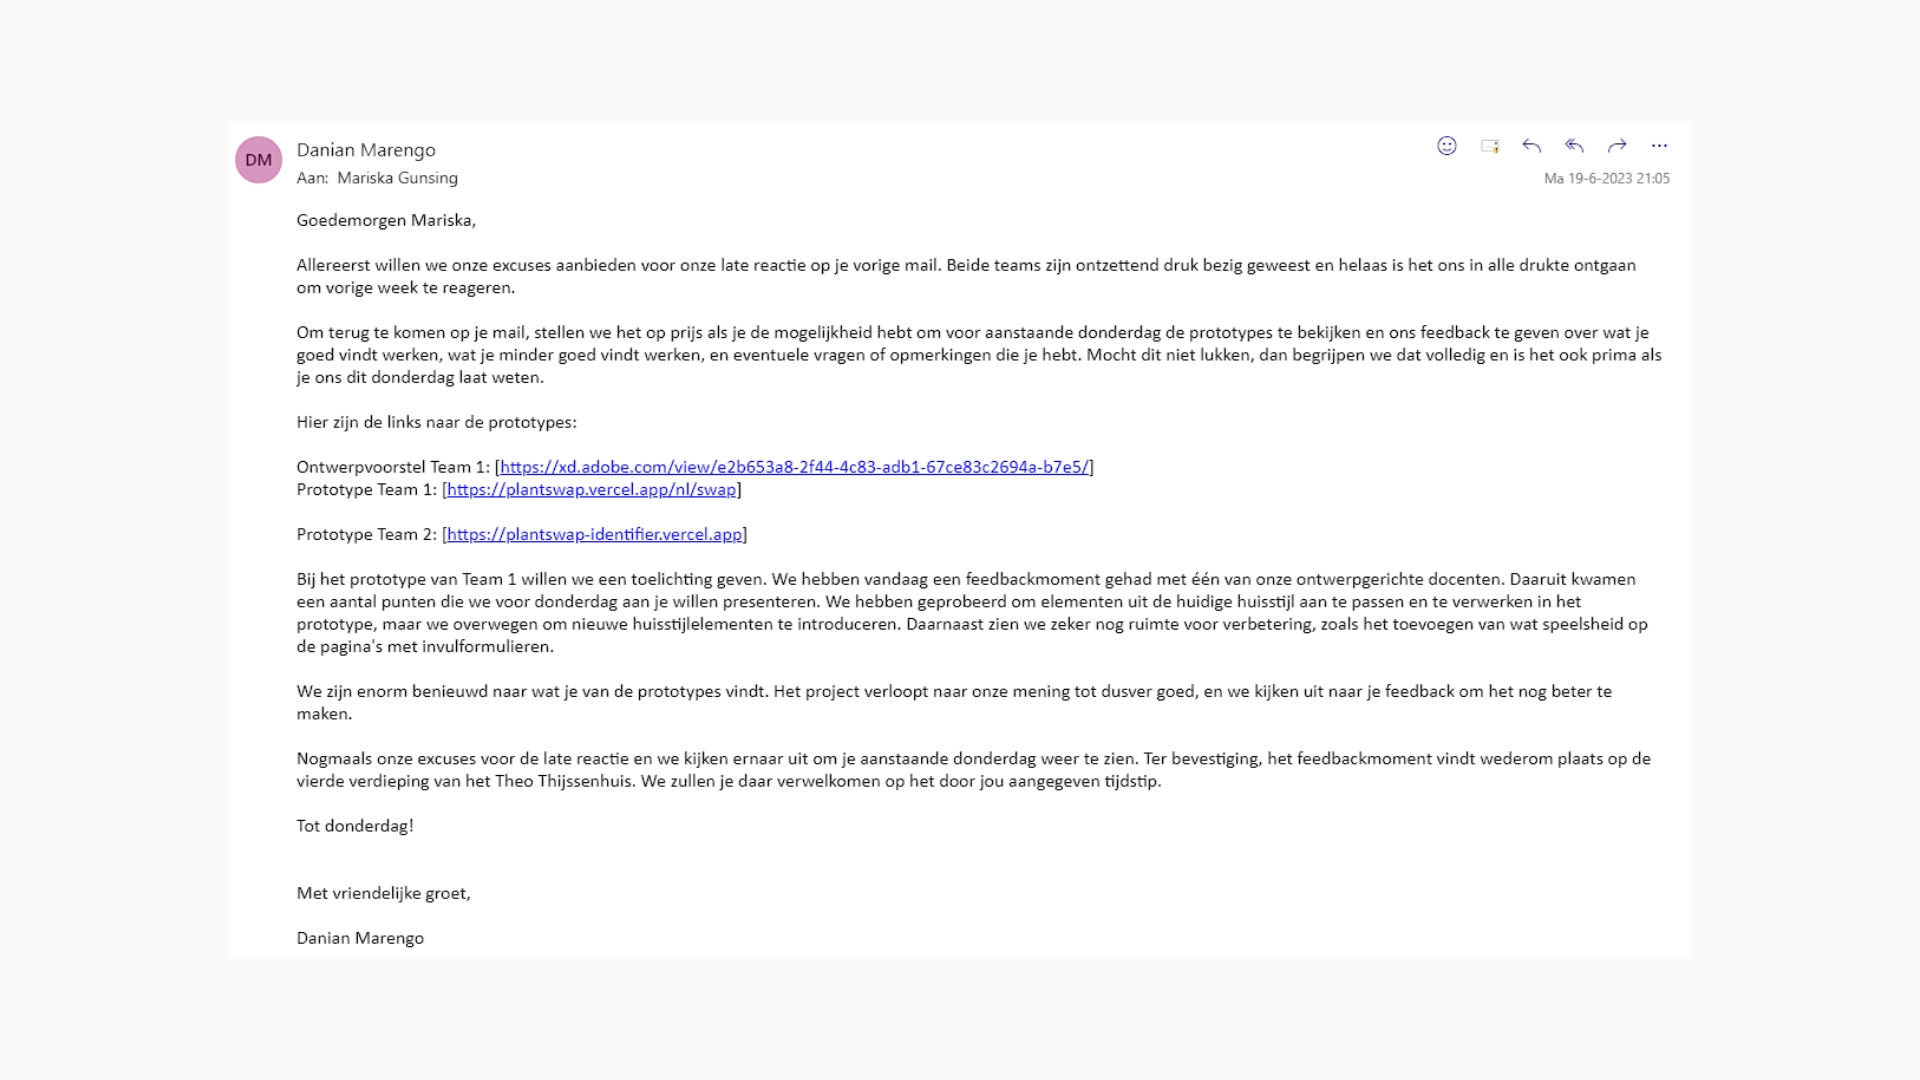 DM
Danian Marengo
Aan: Mariska Gunsing
Ma 19-6-2023 21:05
Goedemorgen Mariska,
Allereerst willen we onze excuses aanbieden voor onze late reactie op je vorige mail. Beide teams zijn ontzettend druk bezig geweest en helaas is het ons in alle drukte ontgaan
om vorige week te reageren.
Om terug te komen op je mail, stellen we het op prijs als je de mogelijkheid hebt om voor aanstaande donderdag de prototypes te bekijken en ons feedback te geven over wat je
goed vindt werken, wat je minder goed vindt werken, en eventuele vragen of opmerkingen die je hebt. Mocht dit niet lukken, dan begrijpen we dat volledig en is het ook prima als
je ons dit donderdag laat weten.
Hier zijn de links naar de prototypes:
Ontwerpvoorstel Team 1: [https://xd.adobe.com/view/e2b653a8-2f44-4c83-adb1-67ce83c2694a-b7e5/]
Prototype Team 1: [https://plantswap.vercel.app/nl/swap]
Prototype Team 2: [https://plantswap-identifier.vercel.app]
Bij het prototype van Team 1 willen we een toelichting geven. We hebben vandaag een feedbackmoment gehad met één van onze ontwerpgerichte docenten. Daaruit kwamen
een aantal punten die we voor donderdag aan je willen presenteren. We hebben geprobeerd om elementen uit de huidige huisstijl aan te passen en te verwerken in het
prototype, maar we overwegen om nieuwe huisstijlelementen te introduceren. Daarnaast zien we zeker nog ruimte voor verbetering, zoals het toevoegen van wat speelsheid op
de pagina's met invulformulieren.
We zijn enorm benieuwd naar wat je van de prototypes vindt. Het project verloopt naar onze mening tot dusver goed, en we kijken uit naar je feedback om het nog beter te
maken.
Nogmaals onze excuses voor de late reactie en we kijken ernaar uit om je aanstaande donderdag weer te zien. Ter bevestiging, het feedbackmoment vindt wederom plaats op de
vierde verdieping van het Theo Thijssenhuis. We zullen je daar verwelkomen op het door jou aangegeven tijdstip.
Tot donderdag!
Met vriendelijke groet,
Danian Marengo